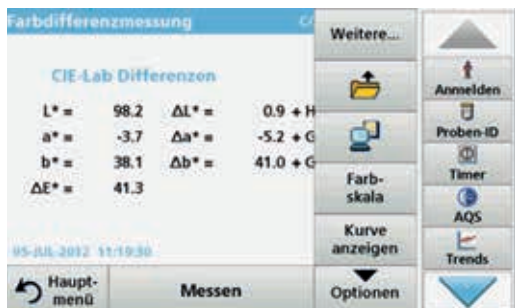 Farbdifferenzmessung
CIE-Lab Differenzen
L* = 98.2 ΔL* = 0.9 + H
a* = -3.7 Δa* = -5.2 + G
b* = 38.1 Δb* = 41.0 + G
ΔE* = 41.3
05-JUL-2012 11:19:30
Haupt-
menü
Messen
Weitere...
Farb-
skala
Kurve
anzeigen
Optionen
Anmelden
Proben-ID
Timer
AQS
Trends